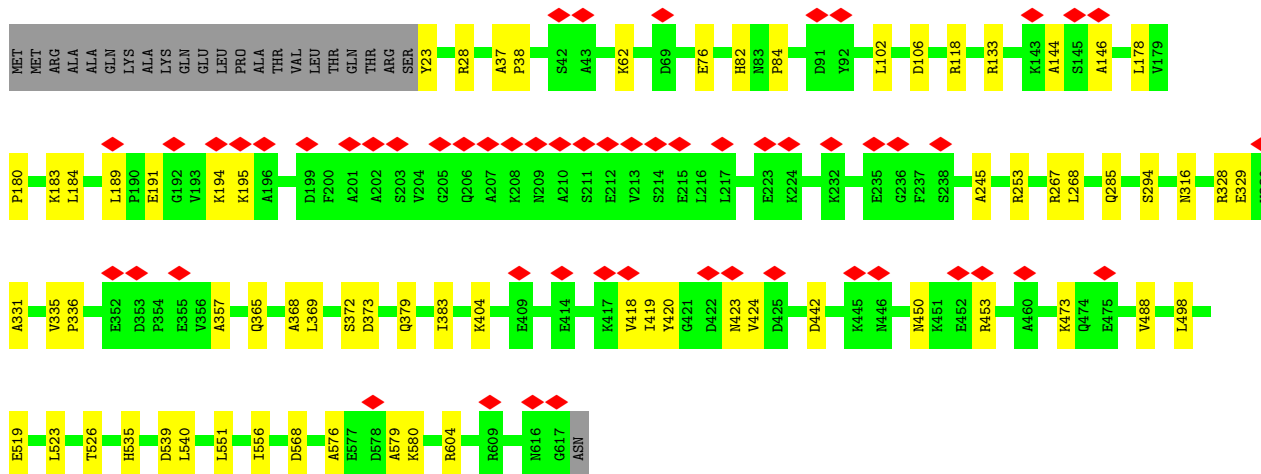 MET MET ARG ALA ALA ALA GLN LYS ALA LYS GLN GLU LEU PRO ALA THR VAL LEU THR GLN THR ARG SER Y23 R28 A37 P38 S42 A43 K62 D69 E76 H82 N83 P84 D91 Y92 L102 D106 R118 R133 K143 A144 S145 A146 L178 V179
P180 K183 L184 L189 P190 E191 G192 V193 K194 K195 A196 D199 F200 A201 A202 S203 V204 G205 Q206 A207 K208 N209 A210 S211 E212 V213 S214 E215 L216 L217 E223 K224 K232 E235 G236 F237 S238 A245 R253 R267 L268 Q285 S294 N316 R328 E329
A331 V335 P336 E352 D353 P354 E355 V356 A357 Q365 A368 L369 S372 D373 Q379 I383 K404 E409 E414 K417 V418 I419 Y420 G421 D422 N423 V424 D425 D442 K445 N446 N450 K451 E452 R453 A460 K473 Q474 E475 V488 L498
E519 L523 T526 H535 D539 L540 L551 I556 D568 A576 E577 D578 A579 K580 R604 R609 N616 G617 ASN